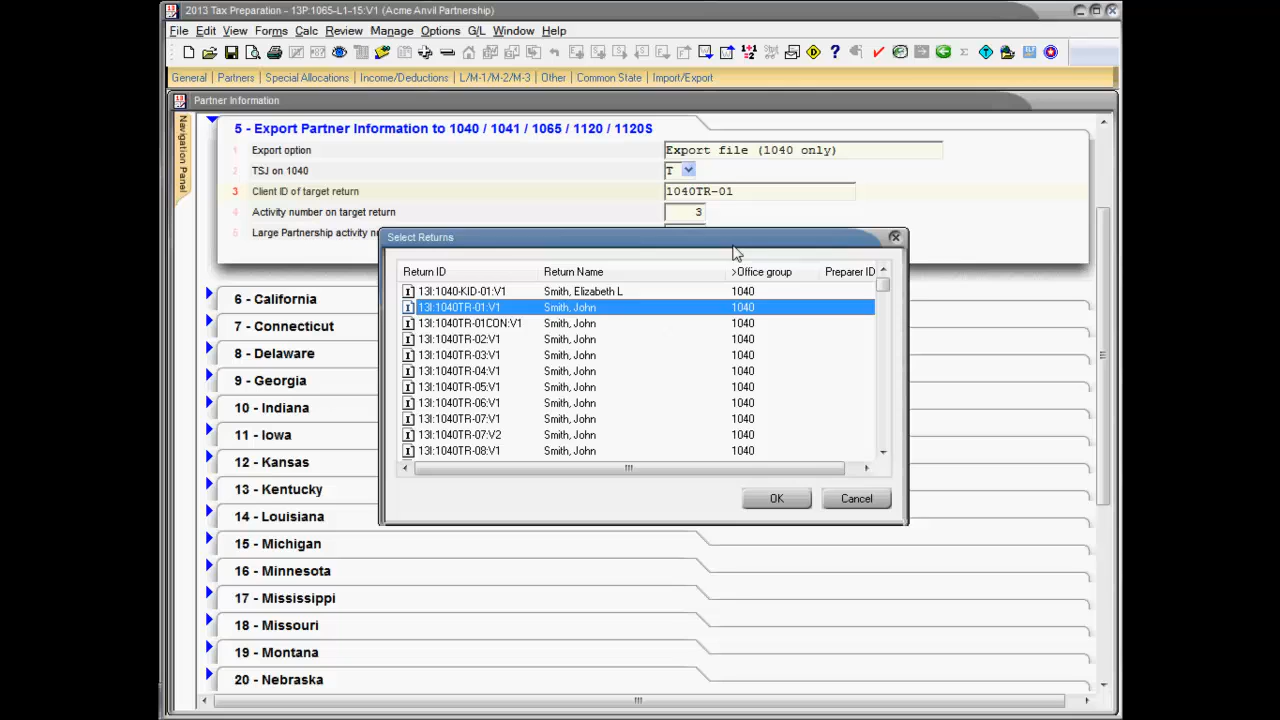 2013 Tax Preparation - 13P:1065-L1-15:V1 (Acme Anvil Partnership)
File Edit View Forms Calc Review Manage Options G/L Window Help
General | Partners | Special Allocations | Income/Deductions | L/M-1/M-2/M-3 | Other | Common State | Import/Export
Partner Information
Navigation Panel
5 - Export Partner Information to 1040 / 1041 / 1065 / 1120 / 1120S
1 Export option Export file (1040 only)
2 TSJ on 1040 T
3 Client ID of target return 1040TR-01
4 Activity number on target return 3
Large Partnership activity
Select Returns
Return ID Return Name >Office group Preparer ID
13I:1040-KID-01:V1 Smith, Elizabeth L 1040
13I:1040TR-01:V1 Smith, John 1040
13I:1040TR-01CON:V1 Smith, John 1040
13I:1040TR-02:V1 Smith, John 1040
13I:1040TR-03:V1 Smith, John 1040
13I:1040TR-04:V1 Smith, John 1040
13I:1040TR-05:V1 Smith, John 1040
13I:1040TR-06:V1 Smith, John 1040
13I:1040TR-07:V1 Smith, John 1040
13I:1040TR-07:V2 Smith, John 1040
13I:1040TR-08:V1 Smith, John 1040
OK Cancel
6 - California
7 - Connecticut
8 - Delaware
9 - Georgia
10 - Indiana
11 - Iowa
12 - Kansas
13 - Kentucky
14 - Louisiana
15 - Michigan
16 - Minnesota
17 - Mississippi
18 - Missouri
19 - Montana
20 - Nebraska